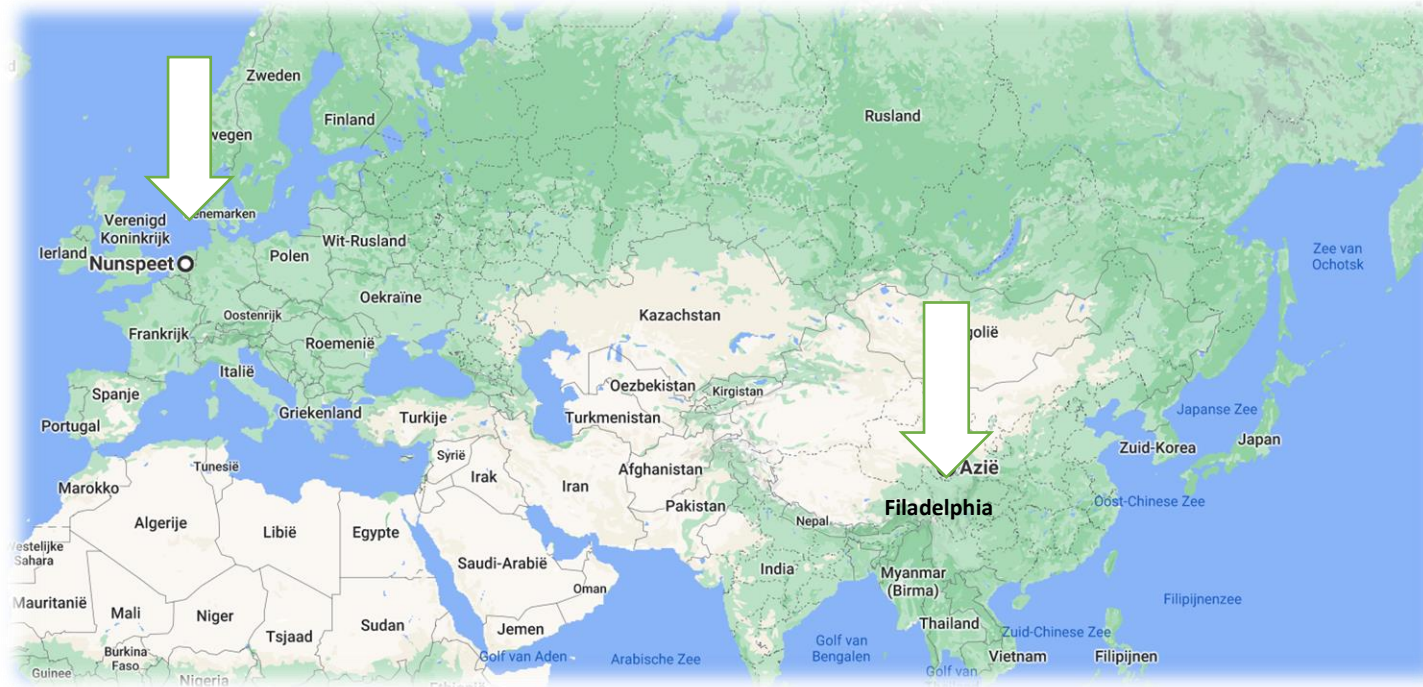 Zweden
Finland
wegen
Rusland
enemarken
Verenigd
Koninkrijk
Ierland
Wit-Rusland
Polen
Nunspeet
Zee van
Ochotsk
Oekraïne
Oostenrijk
Kazachstan
Frankrijk
Roemenië
golië
Italië
Oezbekistan
Kirgistan
Spanje
Griekenland
Turkije
Turkmenistan
Japanse Zee
Portugal
Zuid-Korea
Japan
Syrië
Tunesië
Afghanistan
Azië
Marokko
Irak
Iran
Pakistan
Filadelphia
Oost-Chinese Zee
Algerije
Libië
Egypte
Nepal
Westelijke
Sahara
Saudi-Arabië
India
Myanmar
(Birma)
Oman
Mauritanië
Mali
Niger
Filipijnenzee
Tsjaad
Sudan
Jemen
Thailand
Zuid-Chinese Zee
Burkina
Faso
Golf van Aden
Arabische Zee
Golf van
Bengalen
Vietnam
Filipijnen
Guinee
Nigeria
Golf van